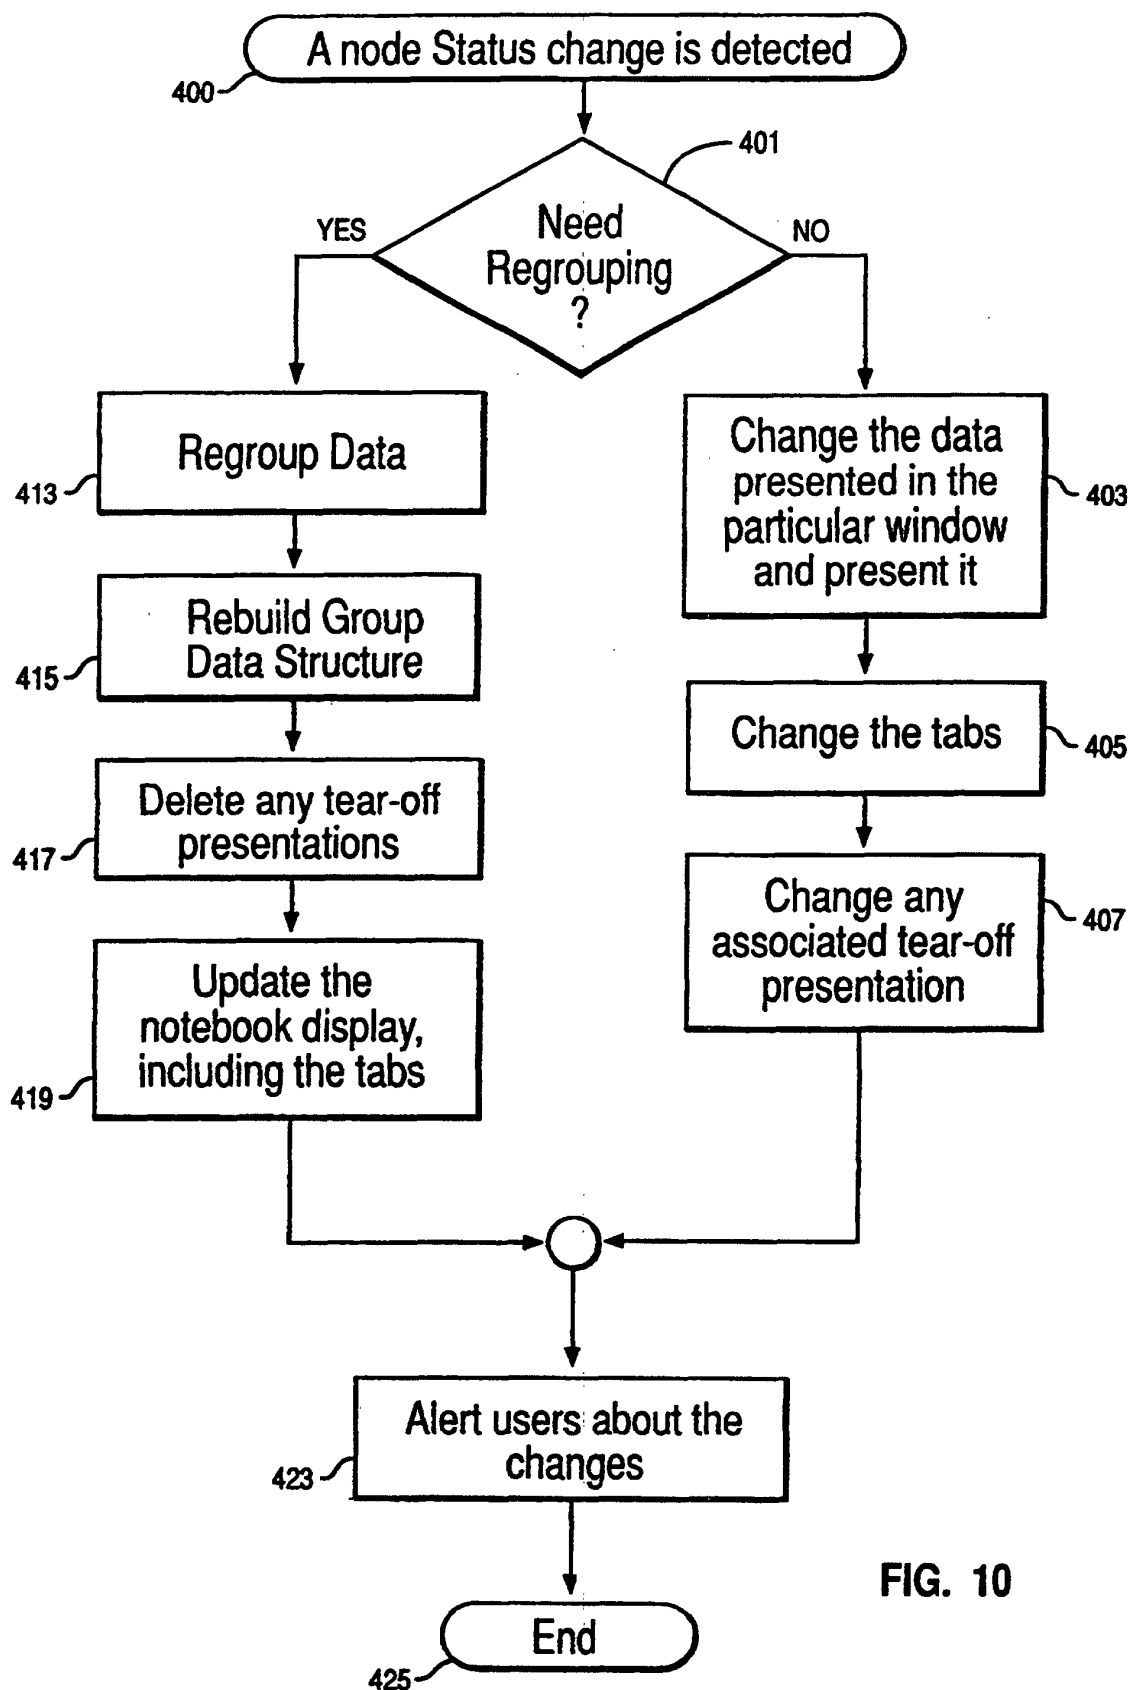 A node Status change is detected
400
401
YES
NO
Need
Regrouping
?
Regroup Data
413
Change the data
presented in the
particular window
and present it
403
Rebuild Group
Data Structure
415
Change the tabs
405
Delete any tear-off
presentations
417
Change any
associated tear-off
presentation
407
Update the
notebook display,
including the tabs
419
Alert users about the
changes
423
FIG. 10
End
425